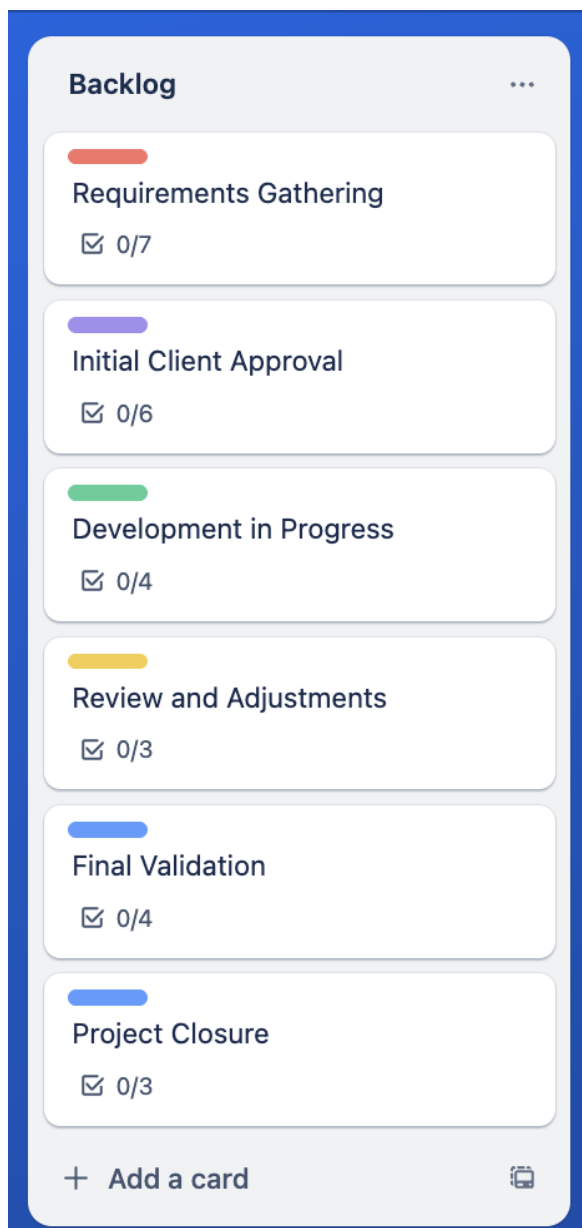 Backlog
Requirements Gathering
0/7
Initial Client Approval
0/6
Development in Progress
0/4
Review and Adjustments
0/3
Final Validation
0/4
Project Closure
0/3
Add a card